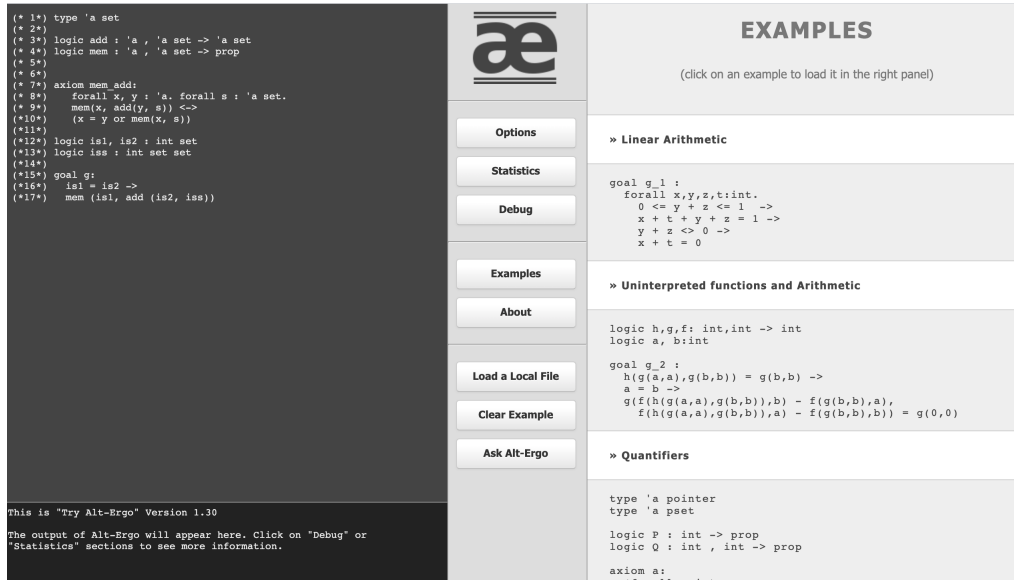 (* 1*) type 'a set
(* 2*)
(* 3*) logic add : 'a , 'a set -> 'a set
(* 4*) logic mem : 'a , 'a set -> prop
(* 5*)
(* 6*)
(* 7*) axiom mem_add:
(* 8*)    forall x, y : 'a. forall s : 'a set.
(* 9*)    mem(x, add(y, s)) <->
(*10*)    (x = y or mem(x, s))
(*11*)
(*12*) logic is1, is2 : int set
(*13*) logic iss : int set set
(*14*)
(*15*) goal g:
(*16*)   is1 = is2 ->
(*17*)   mem (is1, add (is2, iss))
This is "Try Alt-Ergo" Version 1.30
The output of Alt-Ergo will appear here. Click on "Debug" or
"Statistics" sections to see more information.
æ
Options
Statistics
Debug
Examples
About
Load a Local File
Clear Example
Ask Alt-Ergo
EXAMPLES
(click on an example to load it in the right panel)
» Linear Arithmetic
goal g_1 :
  forall x,y,z,t:int.
    0 <= y + z <= 1  ->
    x + t + y + z = 1 ->
    y + z <> 0 ->
    x + t = 0
» Uninterpreted functions and Arithmetic
logic h,g,f: int,int -> int
logic a, b:int
goal g_2 :
  h(g(a,a),g(b,b)) = g(b,b) ->
  a = b ->
  g(f(h(g(a,a),g(b,b)),b) - f(g(b,b),a),
    f(h(g(a,a),g(b,b)),a) - f(g(b,b),b)) = g(0,0)
» Quantifiers
type 'a pointer
type 'a pset
logic P : int -> prop
logic Q : int , int -> prop
axiom a: